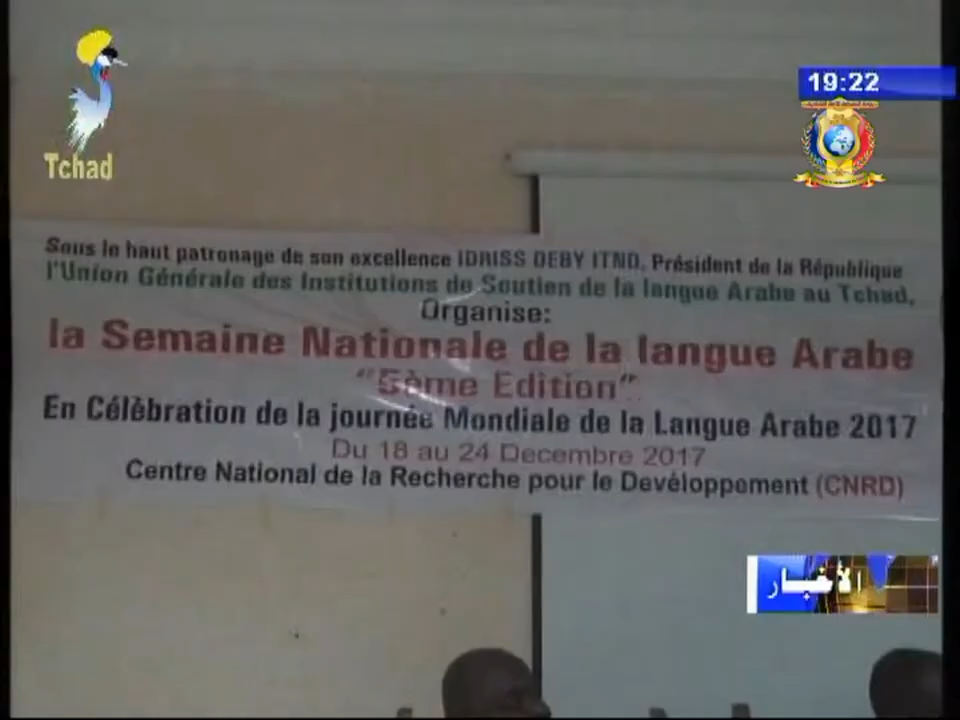 Tchad
19:22
Sous le haut patronage de son excellence IDRISS DEBY ITNO, Président de la République
l'Union Générale des Institutions de Soutien de la langue Arabe au Tchad,
Organise:
la Semaine Nationale de la langue Arabe
"5ème Edition"
En Célèbration de la journée Mondiale de la Langue Arabe 2017
Du 18 au 24 Decembre 2017
Centre National de la Recherche pour le Devéloppement (CNRD)
الأخبار